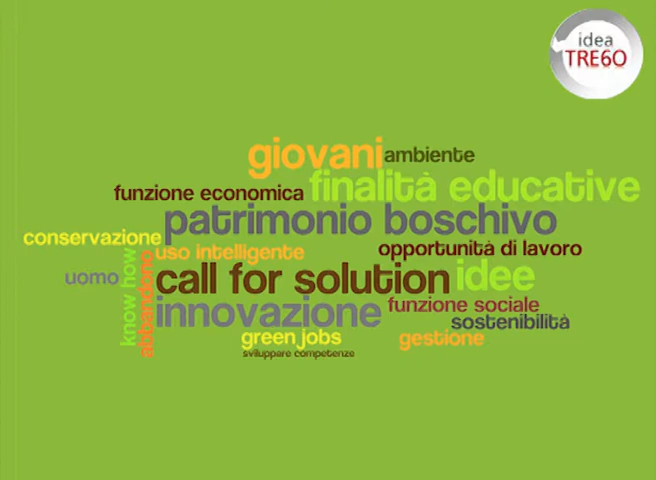 idea
TRE60
giovani ambiente
funzione economica finalità educative
patrimonio boschivo
conservazione
uso intelligente opportunità di lavoro
uomo know how abbandono call for solution idee
innovazione funzione sociale
sostenibilità
green jobs gestione
sviluppare competenze